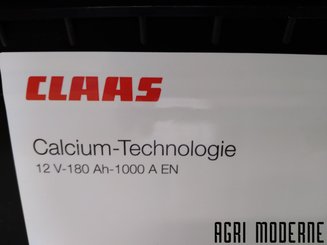 CLAAS
Calcium-Technologie
12 V-180 Ah-1000 A EN
AGRI MODERNE